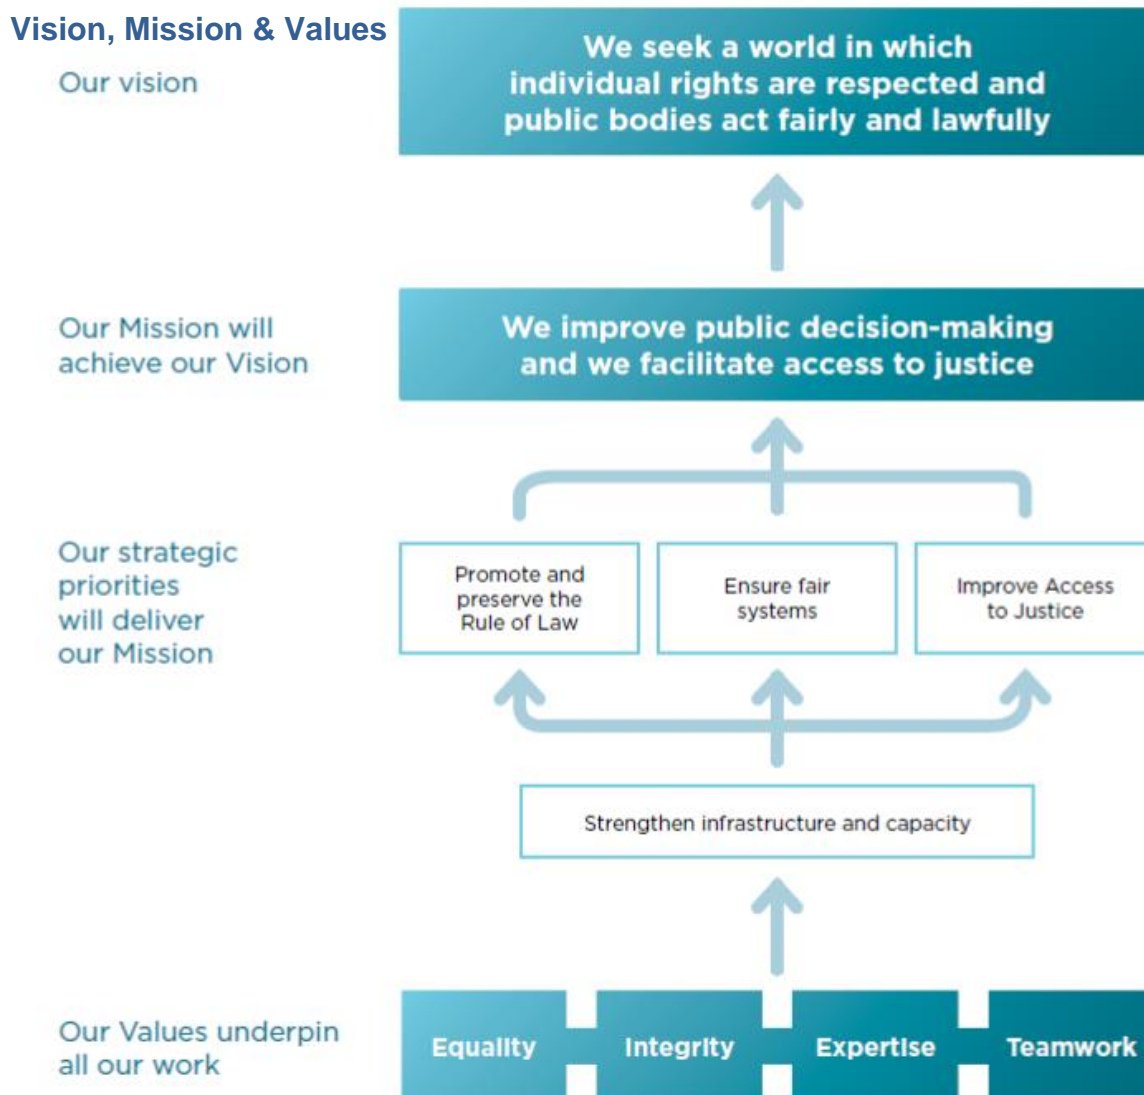 Vision, Mission & Values
Our vision
We seek a world in which
individual rights are respected and
public bodies act fairly and lawfully
Our Mission will
achieve our Vision
We improve public decision-making
and we facilitate access to justice
Our strategic
priorities
will deliver
our Mission
Promote and
preserve the
Rule of Law
Ensure fair
systems
Improve Access
to Justice
Strengthen infrastructure and capacity
Our Values underpin
all our work
Equality
Integrity
Expertise
Teamwork